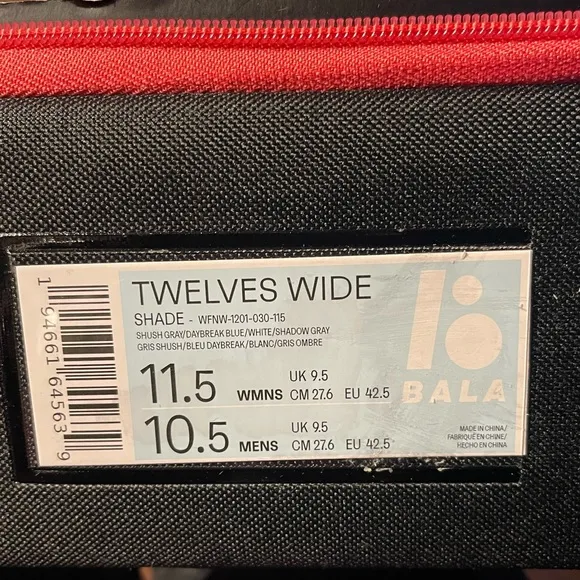 TWELVES WIDE
SHADE - WFNW-1201-030-115
SHUSH GRAY/DAYBREAK BLUE/WHITE/SHADOW GRAY
GRIS SHUSH/BLEU DAYBREAK/BLANC/GRIS OMBRE
11.5 WMNS UK 9.5 CM 27.6 EU 42.5
10.5 MENS UK 9.5 CM 27.6 EU 42.5
BALA
MADE IN CHINA/
FABRIQUÉ EN CHINE/
HECHO EN CHINA
1 94661 64563 9